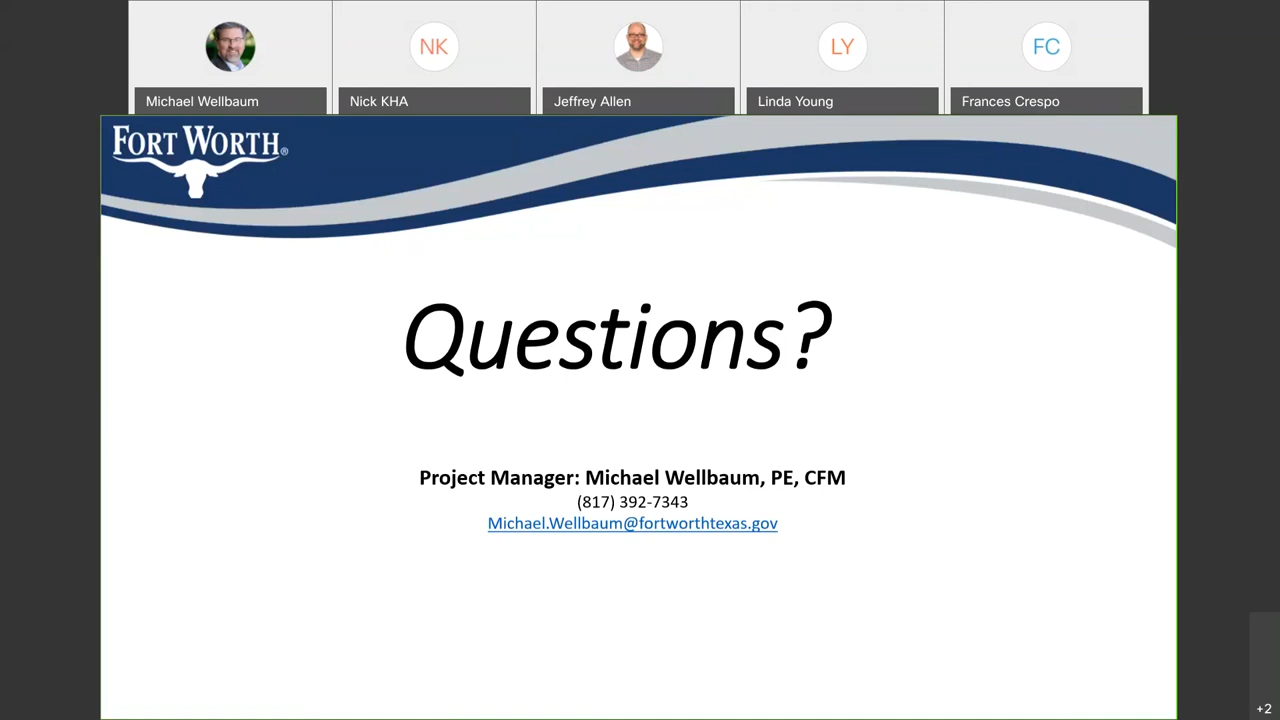 NK
LY
FC
Michael Wellbaum
Nick KHA
Jeffrey Allen
Linda Young
Frances Crespo
FORT WORTH®
Questions?
Project Manager: Michael Wellbaum, PE, CFM
(817) 392-7343
Michael.Wellbaum@fortworthtexas.gov
+2